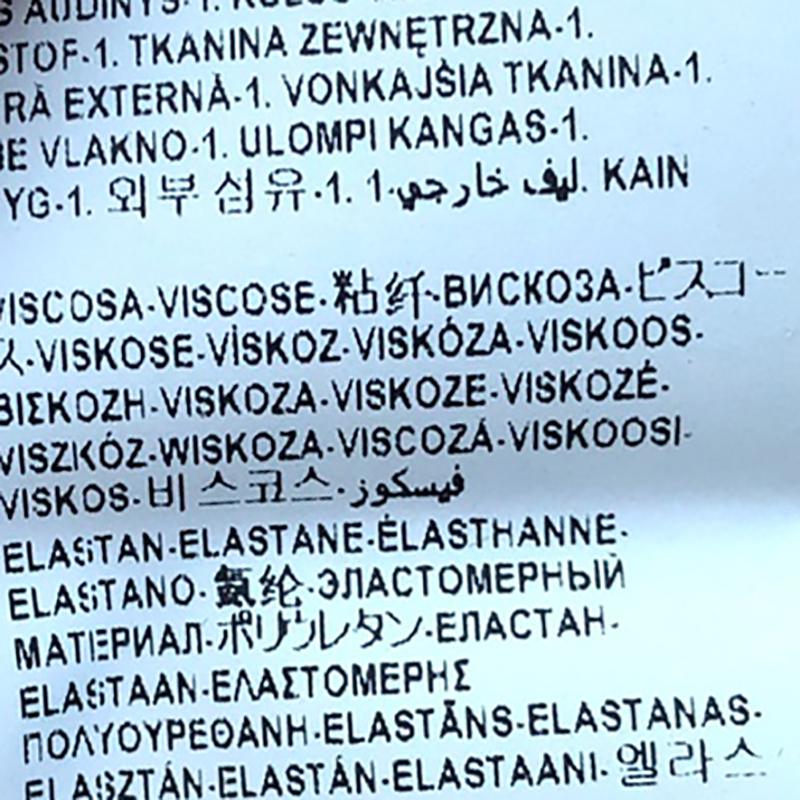 AUDINYS-1.
STOF-1. TKANINA ZEWNĘTRZNA-1.
EXTERNĂ-1. VONKAJŠIA TKANINA-1.
VLAKNO-1. ULOMPI KANGAS-1.
YG-1. 외부 섬유-1. 1-ليف خارجي. KAIN
VISCOSA-VISCOSE-粘纤-ВИСКОЗА-ビスコー
ス-VISKOSE-VİSKOZ-VISKÓZA-VISKOOS-
ΒΙΣΚΟΖΗ-VISKOZA-VISKOZE-VISKOZĖ-
VISZKÓZ-WISKOZA-VISCOZĂ-VISKOOSI-
VISKOS-비스코스-فيسكوز
ELASTAN-ELASTANE-ÉLASTHANNE-
ELASTANO-氨纶-ЭЛАСТОМЕРНЫЙ
МАТЕРИАЛ-ポリウレタン-ЕЛАСТАН-
ELASTAAN-ΕΛΑΣΤΟΜΕΡΗΣ
ΠΟΛΥΟΥΡΕΘΑΝΗ-ELASTĀNS-ELASTANAS-
ELASZTÁN-ELASTÁN-ELASTAANI-엘라스